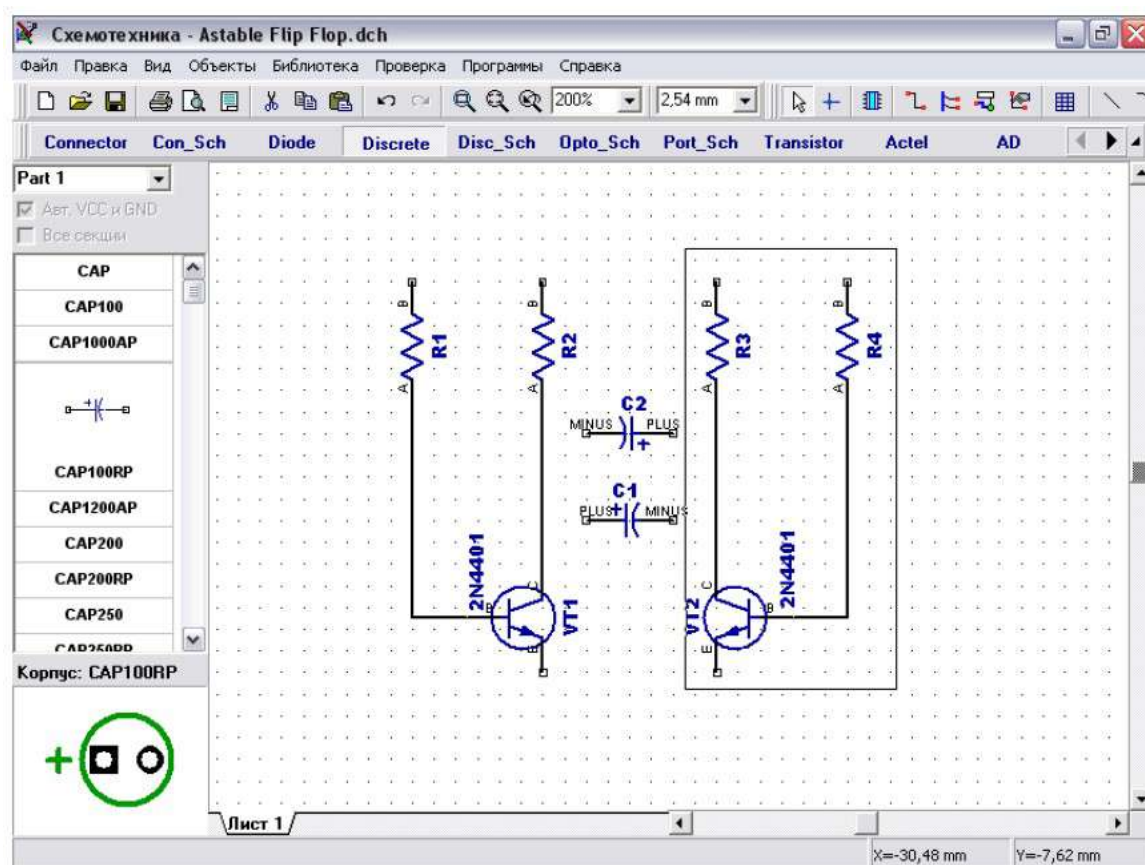 Схемотехника - Astable Flip Flop.dch
Файл Правка Вид Объекты Библиотека Проверка Программы Справка
200% 2,54 mm
Connector Con_Sch Diode Discrete Disc_Sch Opto_Sch Port_Sch Transistor Actel AD
Part 1
Авт. VCC и GND
Все секции
CAP
CAP100
CAP1000AP
CAP100RP
CAP1200AP
CAP200
CAP200RP
CAP250
CAP250RP
Корпус: CAP100RP
B B B B
R1 R2 R3 R4
A A A A
C2
MINUS PLUS
C1
PLUS MINUS
2N4401 2N4401
C C
B B
VT1 VT2
E E
Лист 1
X=-30,48 mm Y=-7,62 mm